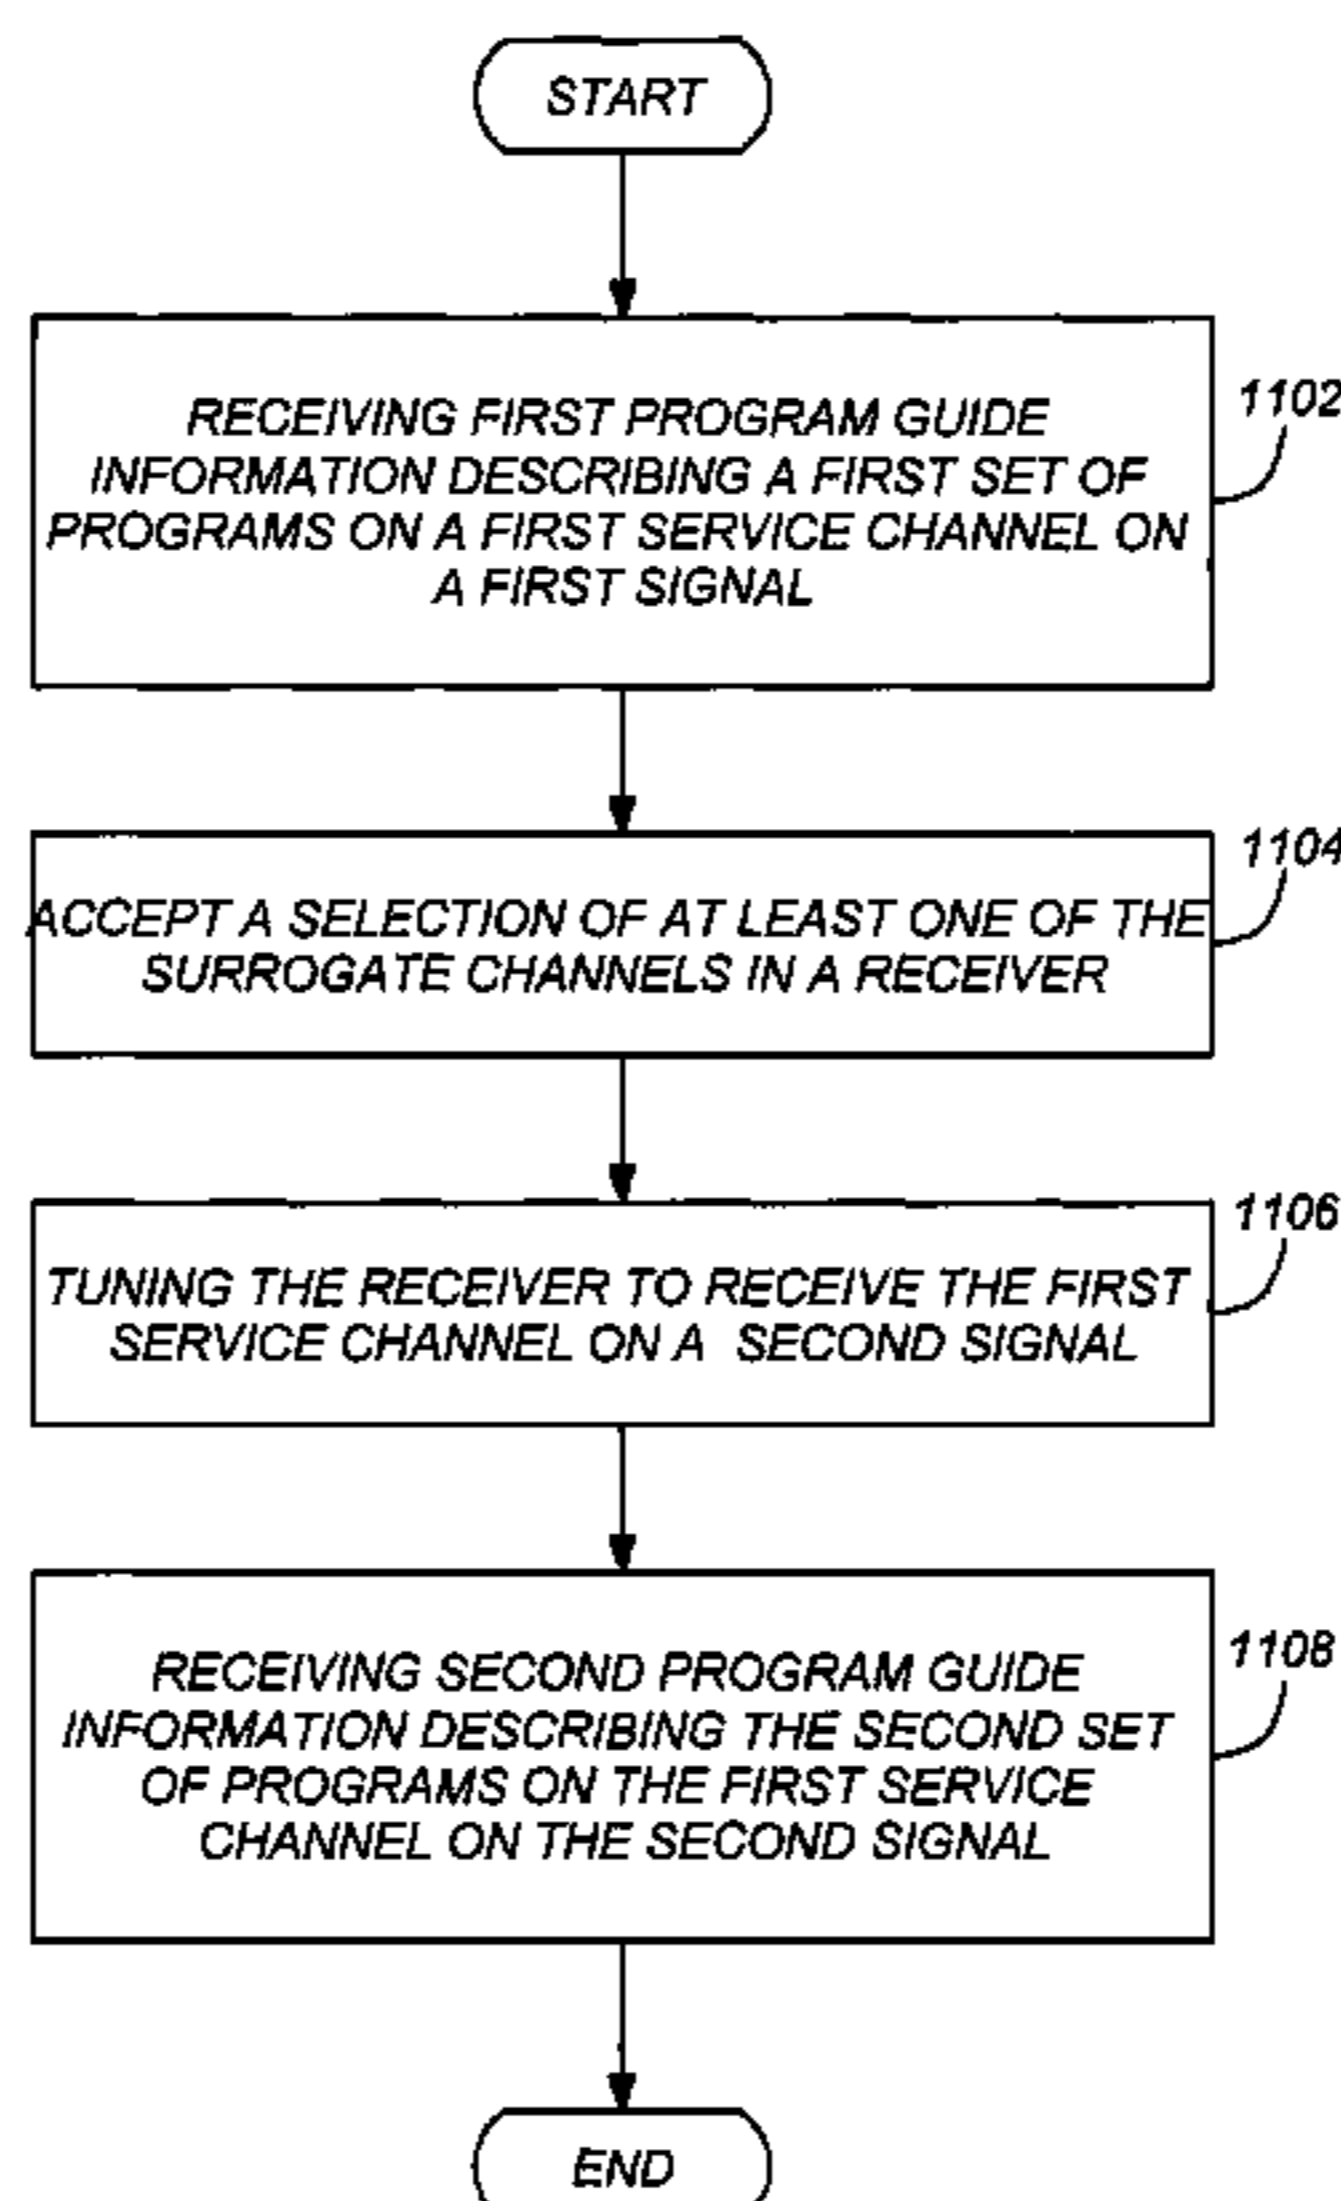 START
RECEIVING FIRST PROGRAM GUIDE
INFORMATION DESCRIBING A FIRST SET OF
PROGRAMS ON A FIRST SERVICE CHANNEL ON
A FIRST SIGNAL
1102
ACCEPT A SELECTION OF AT LEAST ONE OF THE
SURROGATE CHANNELS IN A RECEIVER
1104
TUNING THE RECEIVER TO RECEIVE THE FIRST
SERVICE CHANNEL ON A SECOND SIGNAL
1106
RECEIVING SECOND PROGRAM GUIDE
INFORMATION DESCRIBING THE SECOND SET
OF PROGRAMS ON THE FIRST SERVICE
CHANNEL ON THE SECOND SIGNAL
1108
END